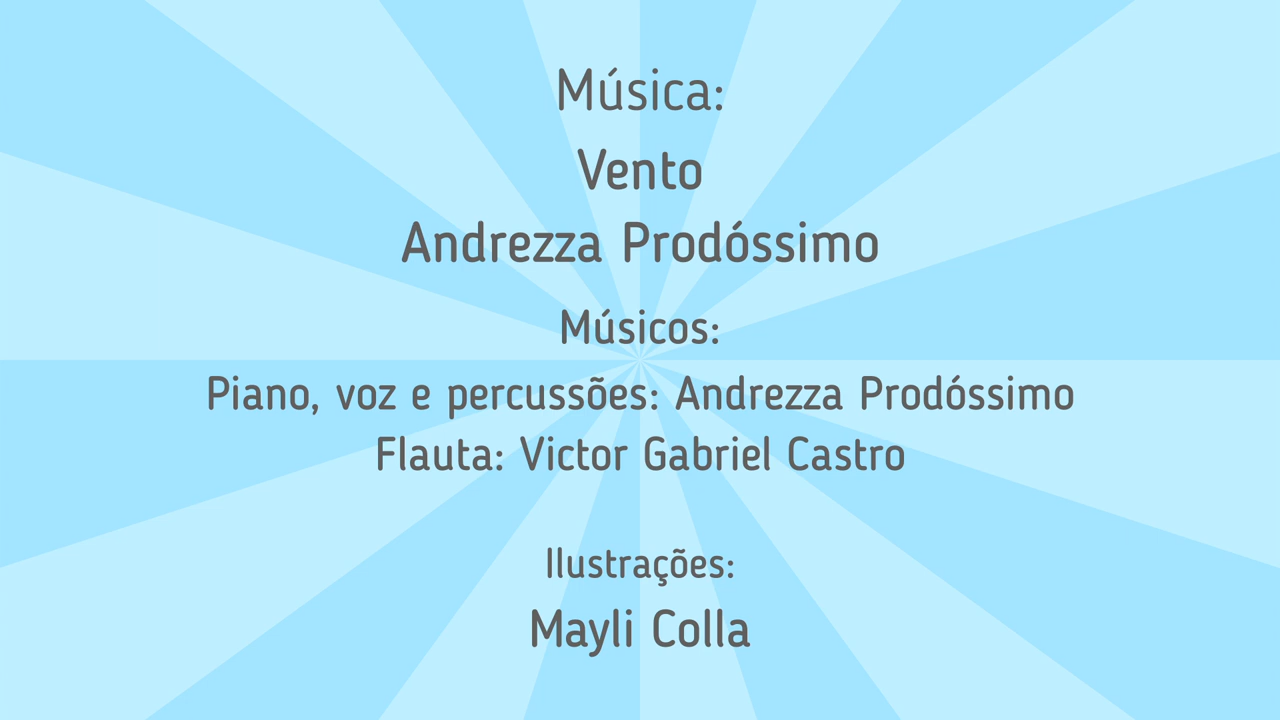 Música:
Vento
Andrezza Prodóssimo
Músicos:
Piano, voz e percussões: Andrezza Prodóssimo
Flauta: Victor Gabriel Castro
Ilustrações:
Mayli Colla